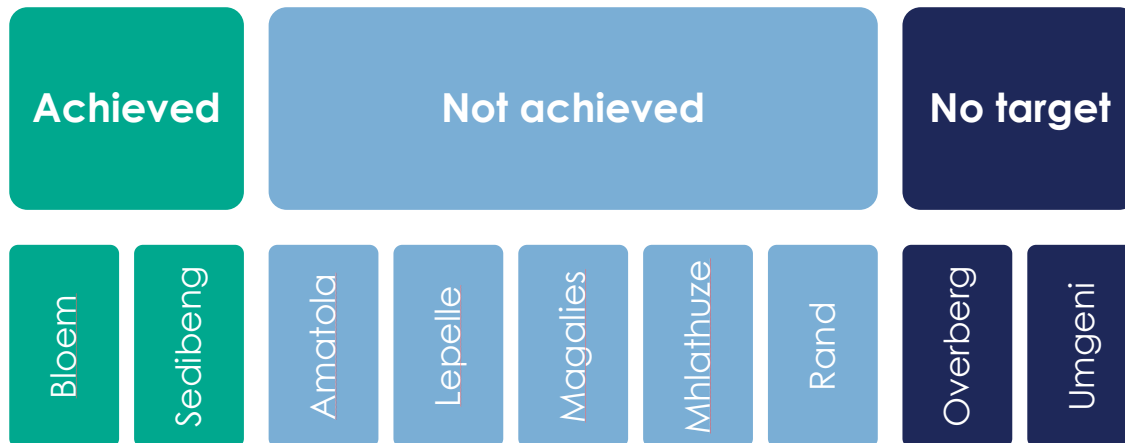 Achieved
Not achieved
No target
Bloem
Sedibeng
Amatola
Lepelle
Magalies
Mhlathuze
Rand
Overberg
Umgeni